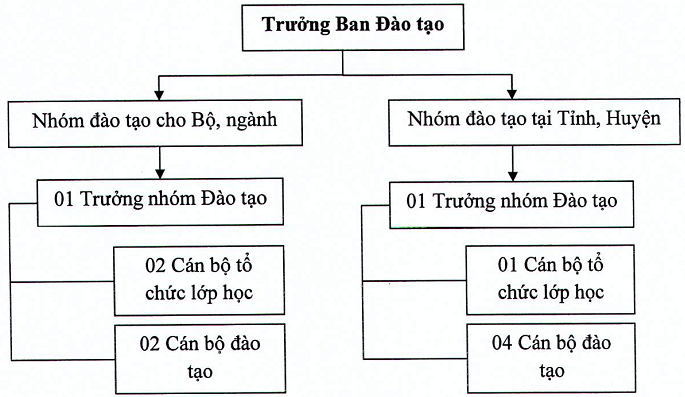 Trưởng Ban Đào tạo
Nhóm đào tạo cho Bộ, ngành
Nhóm đào tạo tại Tỉnh, Huyện
01 Trưởng nhóm Đào tạo
01 Trưởng nhóm Đào tạo
02 Cán bộ tổ
chức lớp học
01 Cán bộ tổ
chức lớp học
02 Cán bộ đào
tạo
04 Cán bộ đào
tạo